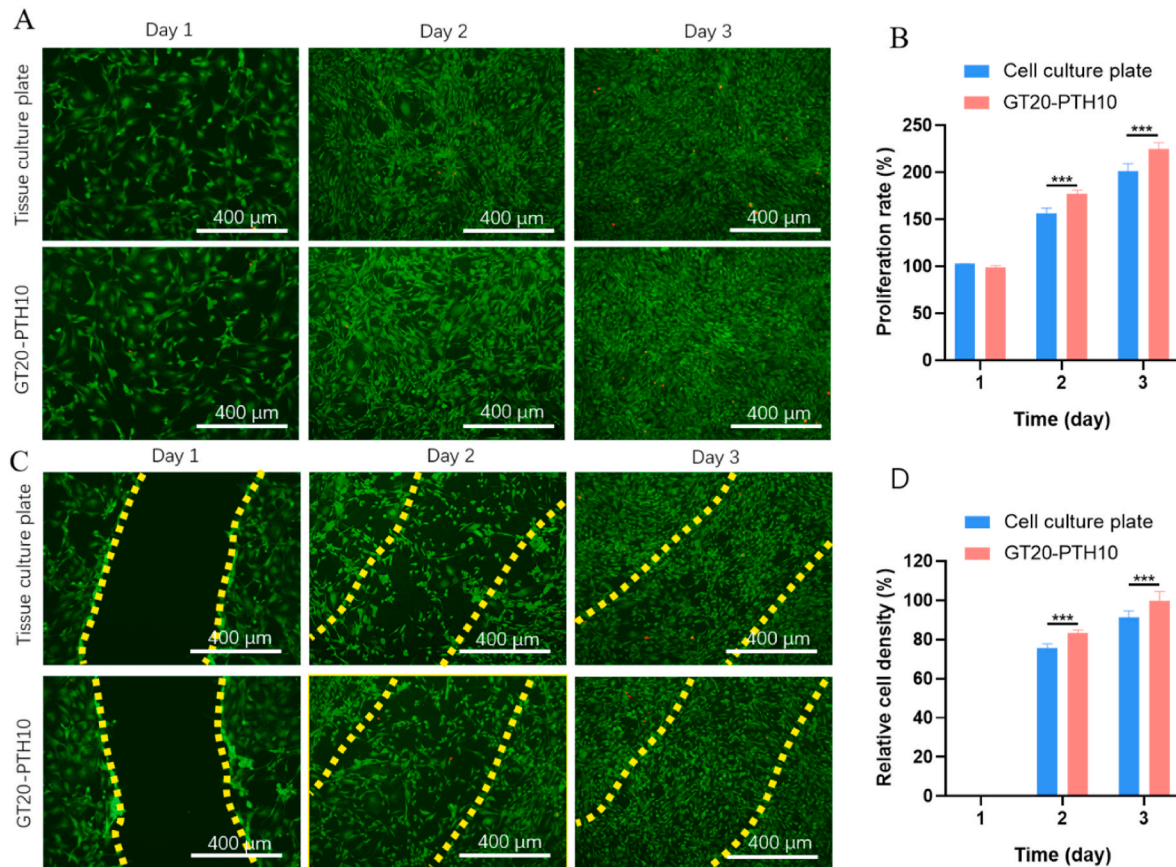 A
Day 1
Day 2
Day 3
Tissue culture plate
400 μm
400 μm
400 μm
GT20-PTH10
400 μm
400 μm
400 μm
B
Cell culture plate
GT20-PTH10
Proliferation rate (%)
250
200
150
100
50
0
***
***
1
2
3
Time (day)
C
Day 1
Day 2
Day 3
Tissue culture plate
400 μm
400 μm
400 μm
GT20-PTH10
400 μm
400 μm
400 μm
D
Cell culture plate
GT20-PTH10
Relative cell density (%)
120
100
80
60
40
20
0
***
***
1
2
3
Time (day)